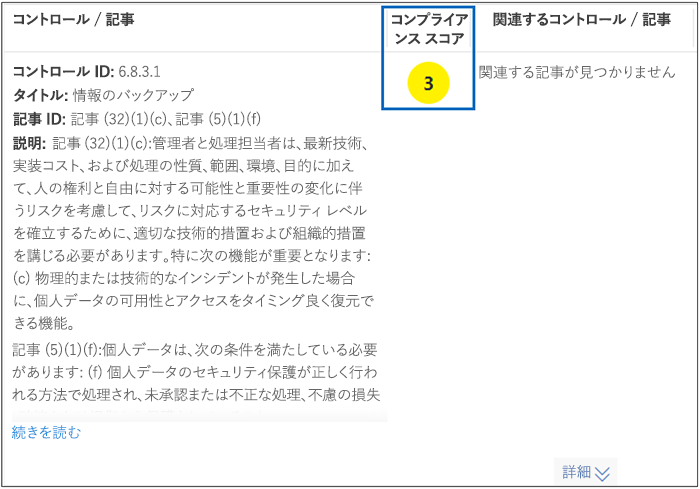 コントロール / 記事
コンプライア
ンス スコア
関連するコントロール / 記事
コントロール ID: 6.8.3.1
タイトル: 情報のバックアップ
記事 ID: 記事 (32)(1)(c)、記事 (5)(1)(f)
説明: 記事 (32)(1)(c):管理者と処理担当者は、最新技術、
実装コスト、および処理の性質、範囲、環境、目的に加え
て、人の権利と自由に対する可能性と重要性の変化に伴
うリスクを考慮して、リスクに対応するセキュリティ レベル
を確立するために、適切な技術的措置および組織的措置
を講じる必要があります。特に次の機能が重要となります:
(c) 物理的または技術的なインシデントが発生した場合
に、個人データの可用性とアクセスをタイミング良く復元で
きる機能。
記事 (5)(1)(f):個人データは、次の条件を満たしている必要
があります: (f) 個人データのセキュリティ保護が正しく行わ
れる方法で処理され、未承認または不正な処理、不慮の損失
続きを読む
3
関連する記事が見つかりません
詳細